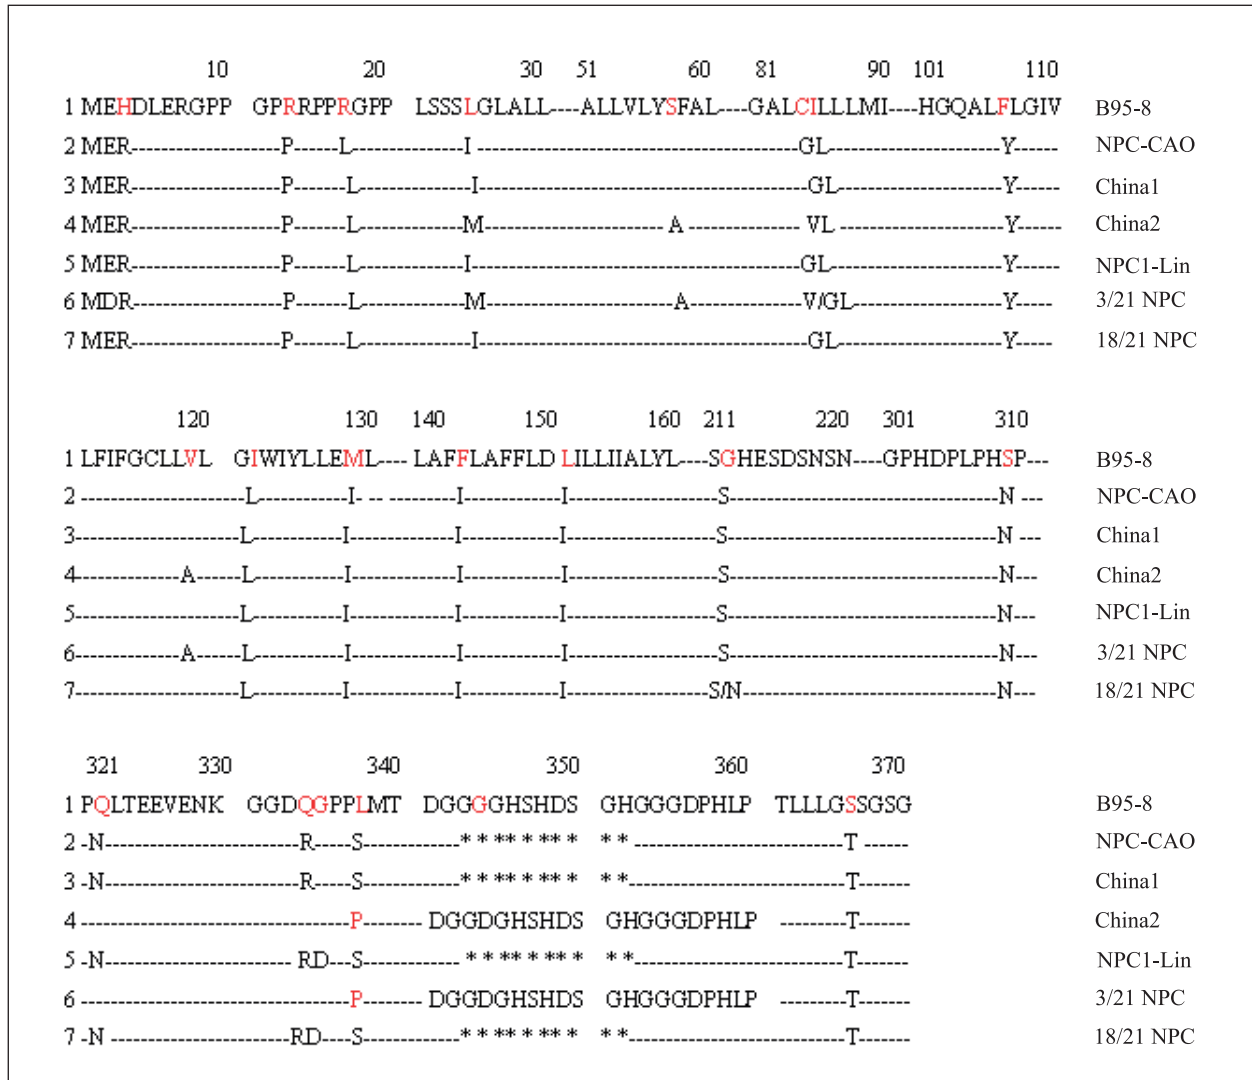 10 20 30 51 60 81 90 101 110
1 MEHDLERGPP GPRRPPRGPP LSSSLGLALL----ALLVLYSFAL----GALCILLLMI----HGQALFLGIV B95-8
2 MER-------------------P------L--------------I-----------------------------------------GL----------------------Y------ NPC-CAO
3 MER-------------------P-------L--------------I-----------------------------------------GL---------------------Y------ China1
4 MER-------------------P-------L-------------M-----------------------A--------------- VL ---------------------Y----- China2
5 MER-------------------P-------L-------------I-----------------------------------------GL----------------------Y------ NPC1-Lin
6 MDR-------------------P-------L-------------M------------------------A--------------V/GL-------------------Y----- 3/21 NPC
7 MER-------------------P-------L--------------I-----------------------------------------GL---------------------Y----- 18/21 NPC
120 130 140 150 160 211 220 301 310
1 LFIFGCLLVL GIWIYLLEML---- LAFFLAFFLDLILLIIALYL----SGHESDSNSN----GPHDPLPHSP--- B95-8
2 ---------------------L------------I- -- ---------I------------I-------------------S----------------------------------N --- NPC-CAO
3---------------------L-----------I-------------I------------I-------------------S----------------------------------N --- China1
4-------------A------L-----------I-------------I------------I-------------------S----------------------------------N--- China2
5---------------------L-----------I-------------I------------I-------------------S----------------------------------N--- NPC1-Lin
6-------------A------L-----------I-------------I------------I-------------------S----------------------------------N--- 3/21 NPC
7---------------------L-----------I-------------I------------I------------------S/N--------------------------------N--- 18/21 NPC
321 330 340 350 360 370
1 PQLTEEVENK GGDQGPPLMT DGGGGHSHDS GHGGGDPHLP TLLLGSSGSG B95-8
2 -N------------------------R-----S------------********* **---------------------------T ------ NPC-CAO
3 -N------------------------R-----S------------********* **---------------------------T------- China1
4 ---------------------------------P-------- DGGDGHSHDS GHGGGDPHLP --------T------- China2
5 -N----------------------- RD---S------------********* **---------------------------T------- NPC1-Lin
6 ---------------------------------P-------- DGGDGHSHDS GHGGGDPHLP --------T------- 3/21 NPC
7 -N -----------------------RD----S-----------********* **---------------------------T------- 18/21 NPC